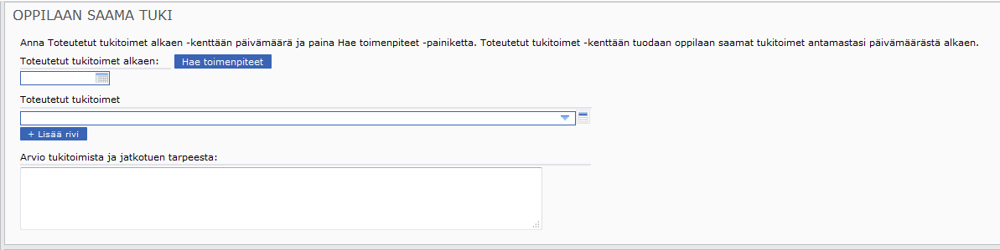 OPPILAAN SAAMA TUKI
Anna Toteutetut tukitoimet alkaen -kenttään päivämäärä ja paina Hae toimenpiteet -painiketta. Toteutetut tukitoimet -kenttään tuodaan oppilaan saamat tukitoimet antamastasi päivämäärästä alkaen.
Toteutetut tukitoimet alkaen: Hae toimenpiteet
Toteutetut tukitoimet
+ Lisää rivi
Arvio tukitoimista ja jatkotuen tarpeesta: